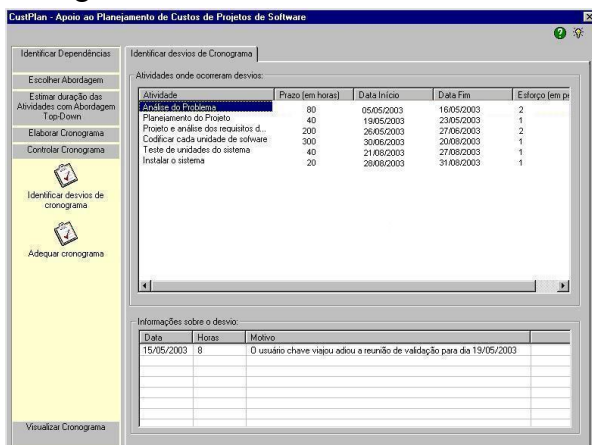 CustPlan - Apoio ao Planejamento de Custos de Projetos de Software
Identificar Dependências
Escolher Abordagem
Estimar duração das
Atividades com Abordagem
Top-Down
Elaborar Cronograma
Controlar Cronograma
Identificar desvios de
cronograma
Adequar cronograma
Visualizar Cronograma
Identificar desvios de Cronograma
Atividades onde ocorreram desvios:
Atividade Prazo (em horas) Data Início Data Fim Esforço (em pe
Análise do Problema 80 05/05/2003 16/05/2003 2
Planejamento do Projeto 40 19/05/2003 23/05/2003 1
Projeto e análise dos requisitos d... 200 26/05/2003 27/06/2003 2
Codificar cada unidade de sofware 300 30/06/2003 20/08/2003 1
Teste de unidades do sistema 40 21/08/2003 27/08/2003 1
Instalar o sistema 20 28/08/2003 31/08/2003 1
Informações sobre o desvio:
Data Horas Motivo
15/05/2003 8 O usuário chave viajou adiou a reunião de validação para dia 19/05/2003